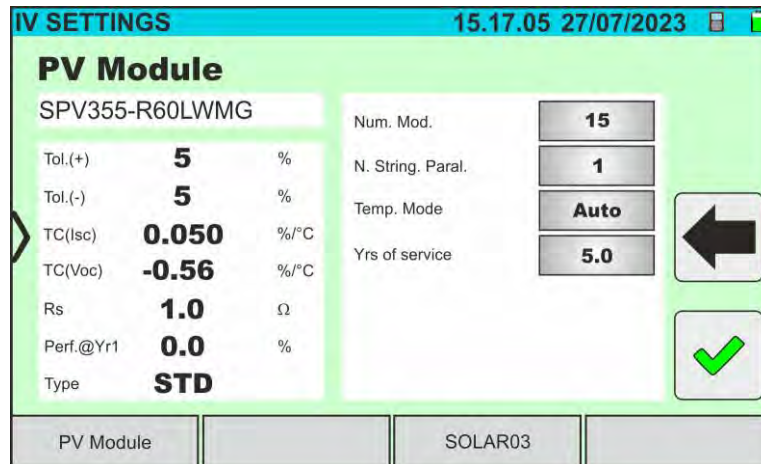 IV SETTINGS 15.17.05 27/07/2023
PV Module
SPV355-R60LWMG
Tol.(+) 5 %
Tol.(-) 5 %
TC(Isc) 0.050 %/°C
TC(Voc) -0.56 %/°C
Rs 1.0 Ω
Perf.@Yr1 0.0 %
Type STD
Num. Mod. 15
N. String. Paral. 1
Temp. Mode Auto
Yrs of service 5.0
PV Module SOLAR03